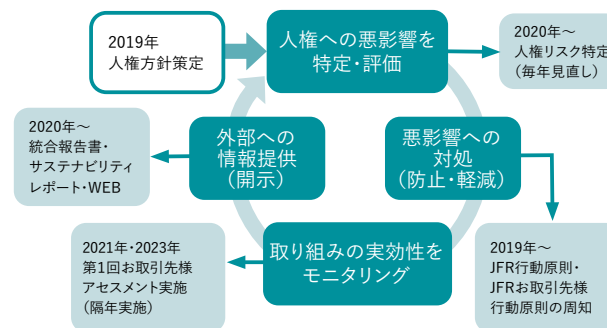 2019年
人権方針策定
人権への悪影響を
特定・評価
2020年～
人権リスク特定
（毎年見直し）
2020年～
統合報告書・
サステナビリティ
レポート・WEB
外部への
情報提供
（開示）
悪影響への
対処
（防止・軽減）
2021年・2023年
第1回お取引先様
アセスメント実施
（隔年実施）
取り組みの実効性を
モニタリング
2019年～
JFR行動原則・
JFRお取引先様
行動原則の周知